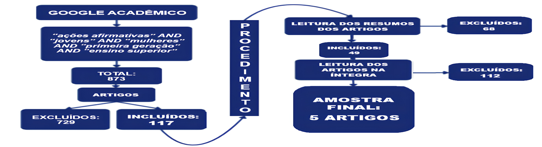 GOOGLE ACADÊMICO
"ações afirmativas" AND
"jovens" AND "mulheres"
AND "primeira geração"
AND "ensino superior"
TOTAL:
873
ARTIGOS
EXCLUÍDOS:
729
INCLUÍDOS:
117
PROCEDIMENTO
LEITURA DOS RESUMOS
DOS ARTIGOS
EXCLUÍDOS:
68
INCLUÍDOS:
49
LEITURA DOS
ARTIGOS NA
ÍNTEGRA
EXCLUÍDOS:
112
AMOSTRA
FINAL:
5 ARTIGOS